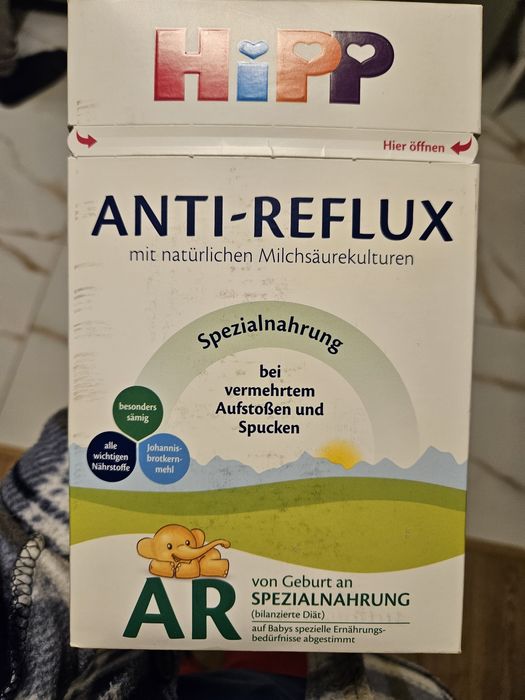 HiPP
Hier öffnen
ANTI-REFLUX
mit natürlichen Milchsäurekulturen
Spezialnahrung
bei
vermehrtem
Aufstoßen und
Spucken
besonders
sämig
alle
wichtigen
Nährstoffe
Johannis-
brotkern-
mehl
AR
von Geburt an
SPEZIALNAHRUNG
(bilanzierte Diät)
auf Babys spezielle Ernährungs-
bedürfnisse abgestimmt